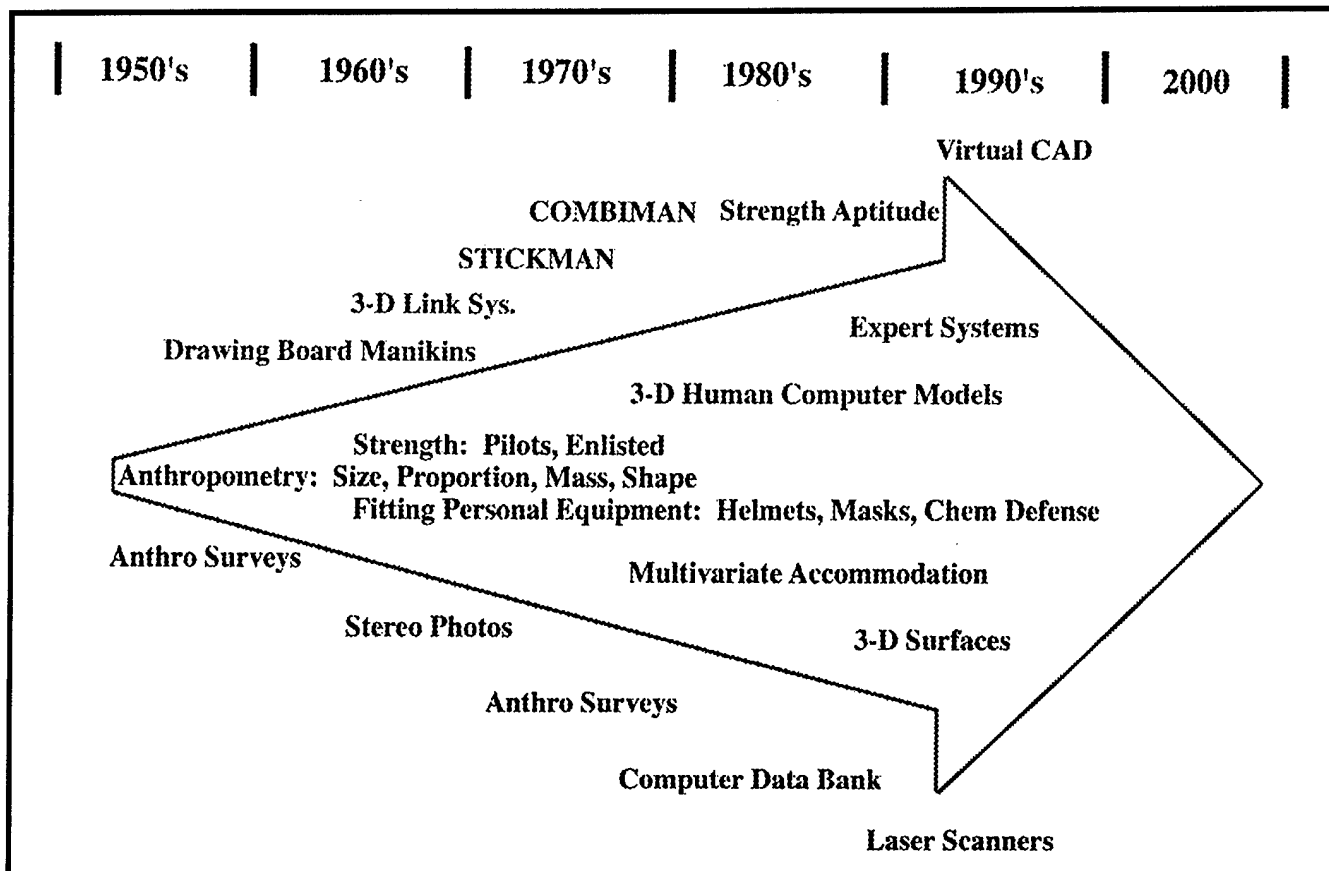 1950's 1960's 1970's 1980's 1990's 2000
Virtual CAD
COMBIMAN Strength Aptitude
STICKMAN
3-D Link Sys.
Expert Systems
Drawing Board Manikins
3-D Human Computer Models
Strength: Pilots, Enlisted
Anthropometry: Size, Proportion, Mass, Shape
Fitting Personal Equipment: Helmets, Masks, Chem Defense
Anthro Surveys
Multivariate Accommodation
Stereo Photos
3-D Surfaces
Anthro Surveys
Computer Data Bank
Laser Scanners